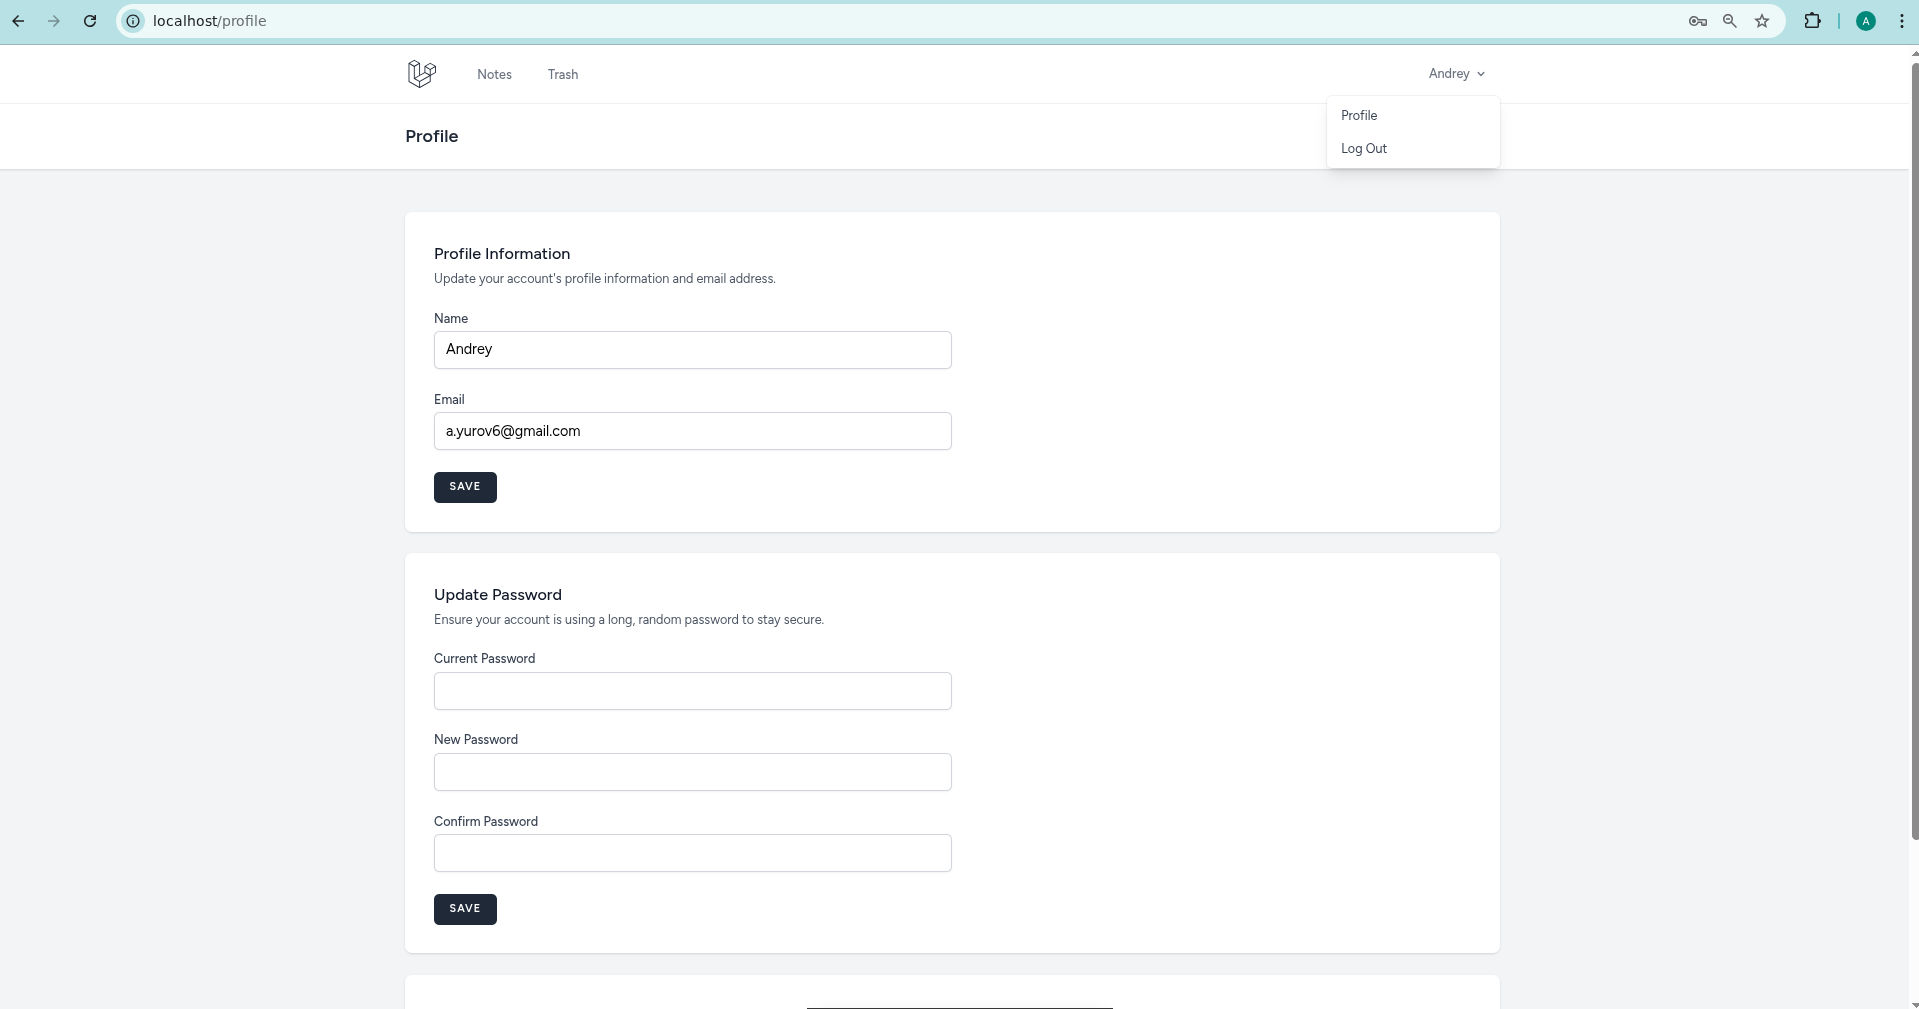 localhost/profile
A
Notes Trash Andrey
Profile
Log Out
Profile
Profile Information
Update your account's profile information and email address.
Name
Andrey
Email
a.yurov6@gmail.com
SAVE
Update Password
Ensure your account is using a long, random password to stay secure.
Current Password
New Password
Confirm Password
SAVE